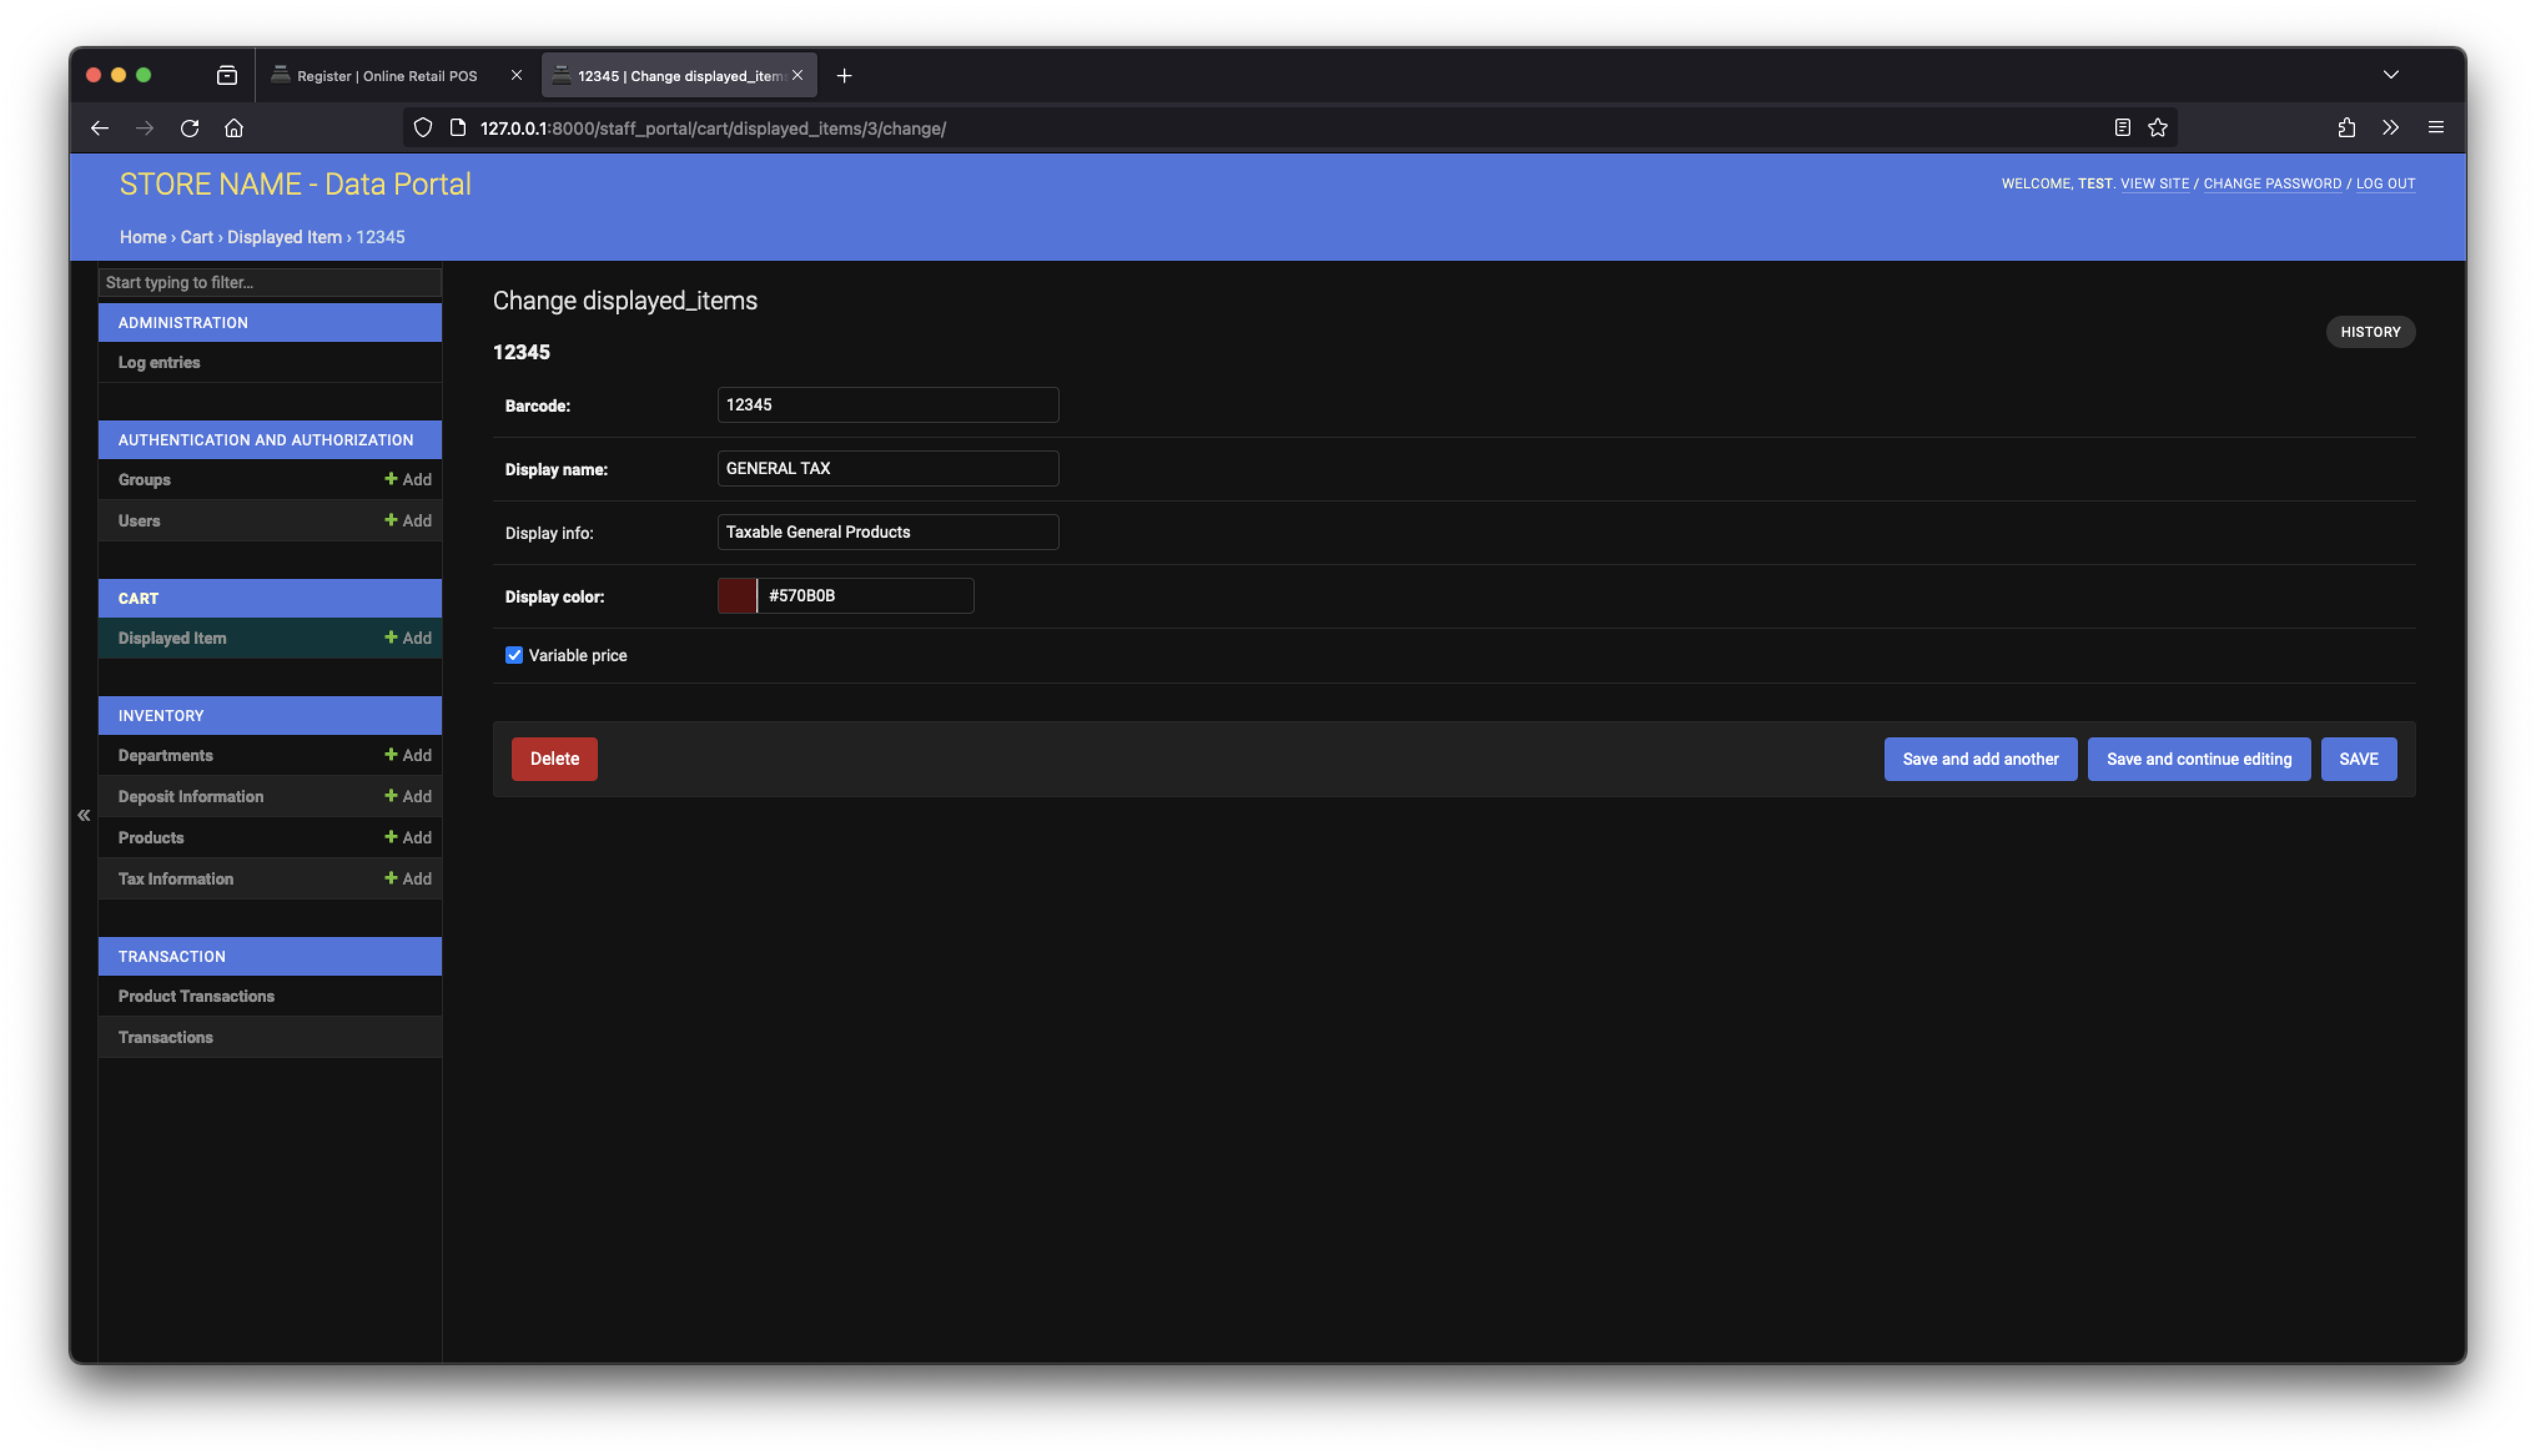 Register | Online Retail POS
12345 | Change displayed_item
127.0.0.1:8000/staff_portal/cart/displayed_items/3/change/
STORE NAME - Data Portal
WELCOME, TEST. VIEW SITE / CHANGE PASSWORD / LOG OUT
Home › Cart › Displayed Item › 12345
Start typing to filter...
ADMINISTRATION
Log entries
AUTHENTICATION AND AUTHORIZATION
Groups + Add
Users + Add
CART
Displayed Item + Add
INVENTORY
Departments + Add
Deposit Information + Add
Products + Add
Tax Information + Add
TRANSACTION
Product Transactions
Transactions
«
Change displayed_items
HISTORY
12345
Barcode: 12345
Display name: GENERAL TAX
Display info: Taxable General Products
Display color: #570B0B
Variable price
Delete
Save and add another
Save and continue editing
SAVE